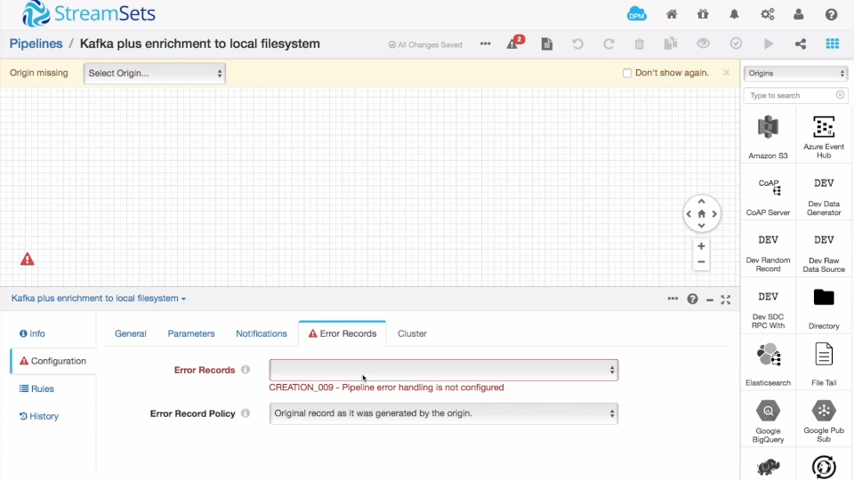 StreamSets
DPM
Pipelines / Kafka plus enrichment to local filesystem
All Changes Saved
2
Origin missing
Select Origin...
Don't show again.
Origins
Type to search
Amazon S3
Azure Event Hub
CoAP
CoAP Server
DEV
Dev Data Generator
DEV
Dev Random Record
DEV
Dev Raw Data Source
DEV
Dev SDC RPC With
Directory
Elasticsearch
File Tail
Google BigQuery
Google Pub Sub
Kafka plus enrichment to local filesystem
Info
Configuration
Rules
History
General
Parameters
Notifications
Error Records
Cluster
Error Records
CREATION_009 - Pipeline error handling is not configured
Error Record Policy
Original record as it was generated by the origin.